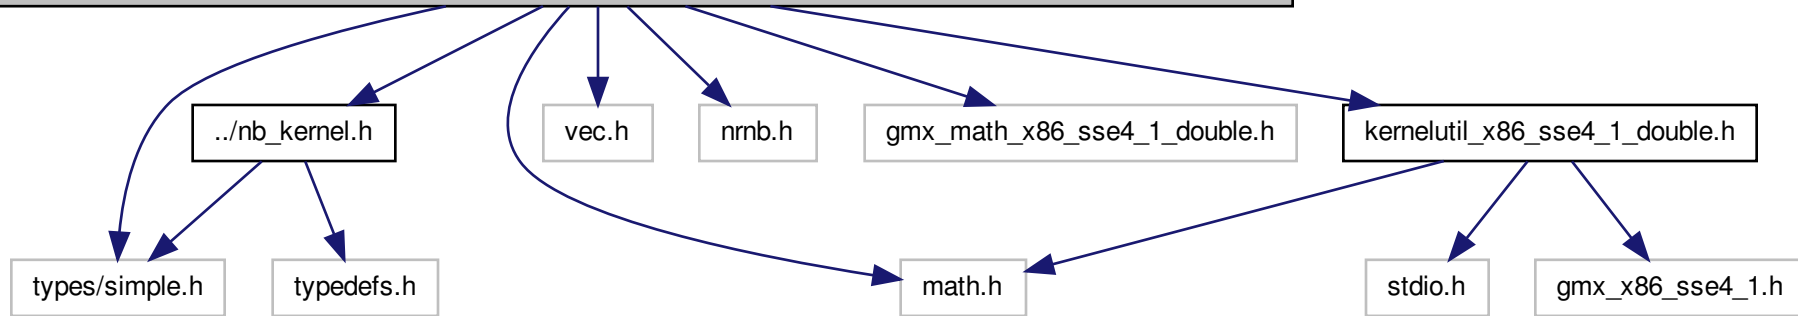 ../nb_kernel.h
vec.h
nrnb.h
gmx_math_x86_sse4_1_double.h
kernelutil_x86_sse4_1_double.h
types/simple.h
typedefs.h
math.h
stdio.h
gmx_x86_sse4_1.h